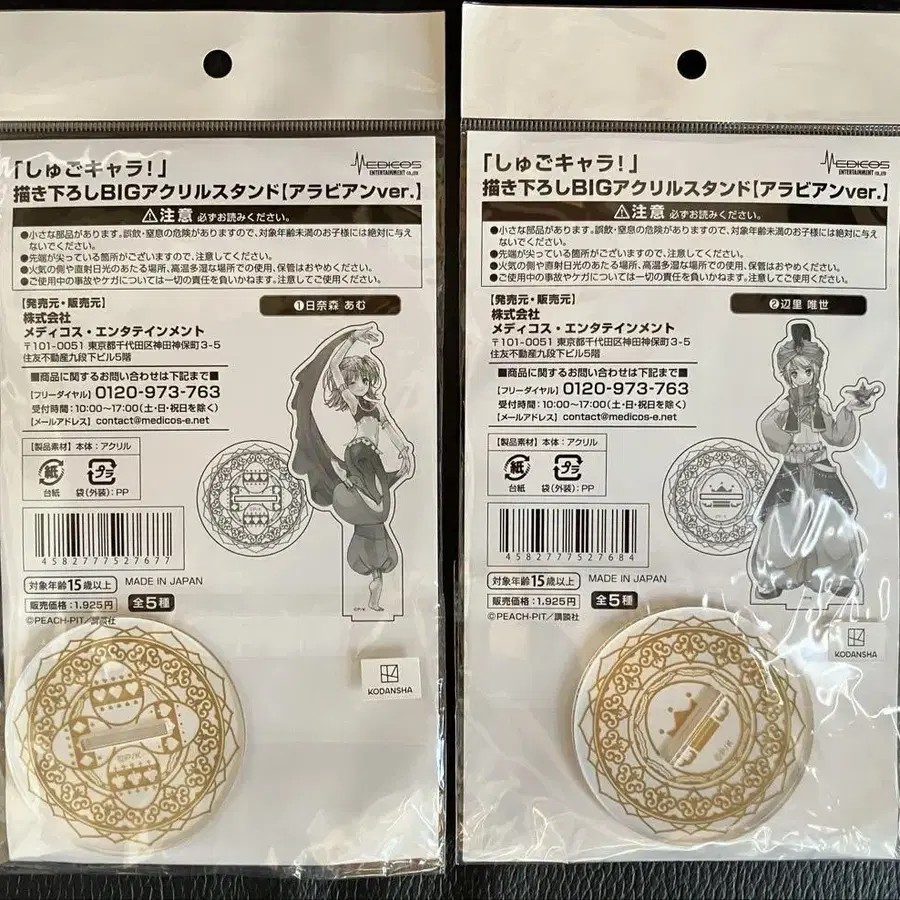 「しゅごキャラ!」
MEDICOS
ENTERTAINMENT CO.,LTD
描き下ろしBIGアクリルスタンド【アラビアンver.】
⚠注意 必ずお読みください。
●小さな部品があります。誤飲・窒息の危険がありますので、対象年齢未満のお子様には絶対に与え
ないでください。
●先端が尖っている箇所がございますので、注意してください。
●火気の側や直射日光のあたる場所、高温多湿な場所での使用、保管はおやめください。
●ご使用中の事故やケガについては一切の責任を負いかねます。注意してご使用ください。
【発売元・販売元】
❶日奈森 あむ
株式会社
メディコス・エンタテインメント
〒101-0051 東京都千代田区神田神保町3-5
住友不動産九段下ビル5階
■商品に関するお問い合わせは下記まで■
【フリーダイヤル】0120-973-763
受付時間:10:00〜17:00(土・日・祝日を除く)
【メールアドレス】contact@medicos-e.net
【製品素材】本体:アクリル
紙
プラ
台紙
袋(外装):PP
4582777527677
対象年齢15歳以上
MADE IN JAPAN
販売価格:1,925円
全5種
©PEACH-PIT/講談社
KODANSHA
©P/K
「しゅごキャラ!」
MEDICOS
ENTERTAINMENT CO.,LTD
描き下ろしBIGアクリルスタンド【アラビアンver.】
⚠注意 必ずお読みください。
●小さな部品があります。誤飲・窒息の危険がありますので、対象年齢未満のお子様には絶対に与え
ないでください。
●先端が尖っている箇所がございますので、注意してください。
●火気の側や直射日光のあたる場所、高温多湿な場所での使用、保管はおやめください。
●ご使用中の事故やケガについては一切の責任を負いかねます。注意してご使用ください。
【発売元・販売元】
❷辺里 唯世
株式会社
メディコス・エンタテインメント
〒101-0051 東京都千代田区神田神保町3-5
住友不動産九段下ビル5階
■商品に関するお問い合わせは下記まで■
【フリーダイヤル】0120-973-763
受付時間:10:00〜17:00(土・日・祝日を除く)
【メールアドレス】contact@medicos-e.net
【製品素材】本体:アクリル
紙
プラ
台紙
袋(外装):PP
4582777527684
対象年齢15歳以上
MADE IN JAPAN
販売価格:1,925円
全5種
©PEACH-PIT/講談社
KODANSHA
©P/K